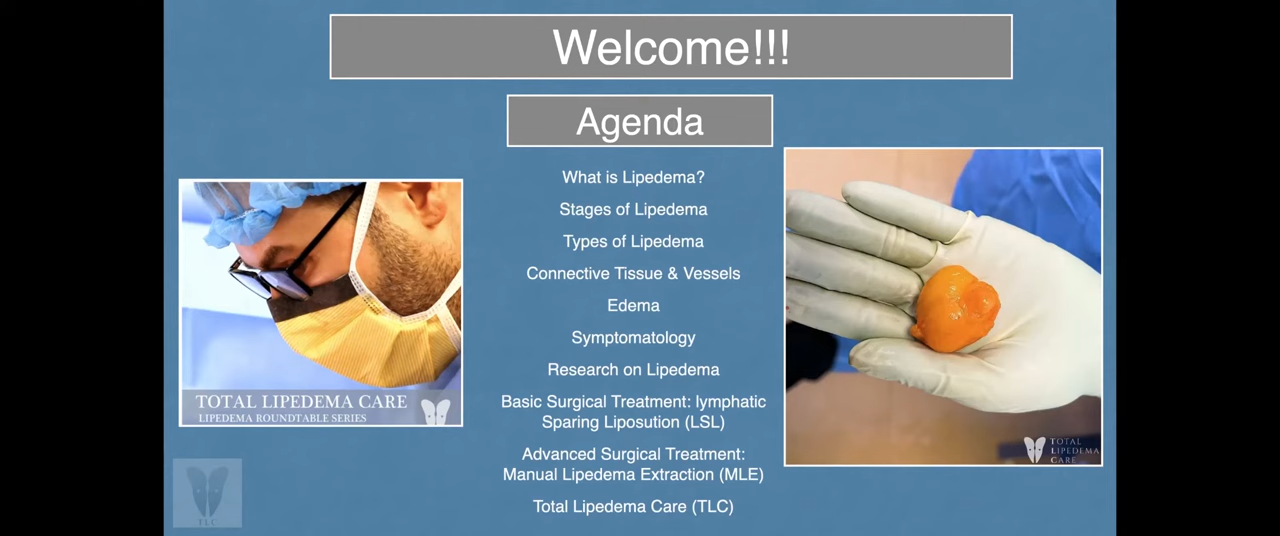 Welcome!!!
Agenda
What is Lipedema?
Stages of Lipedema
Types of Lipedema
Connective Tissue & Vessels
Edema
Symptomatology
Research on Lipedema
Basic Surgical Treatment: lymphatic
Sparing Liposution (LSL)
Advanced Surgical Treatment:
Manual Lipedema Extraction (MLE)
Total Lipedema Care (TLC)
TOTAL LIPEDEMA CARE
LIPEDEMA ROUNDTABLE SERIES
TOTAL
LIPEDEMA
CARE
TLC